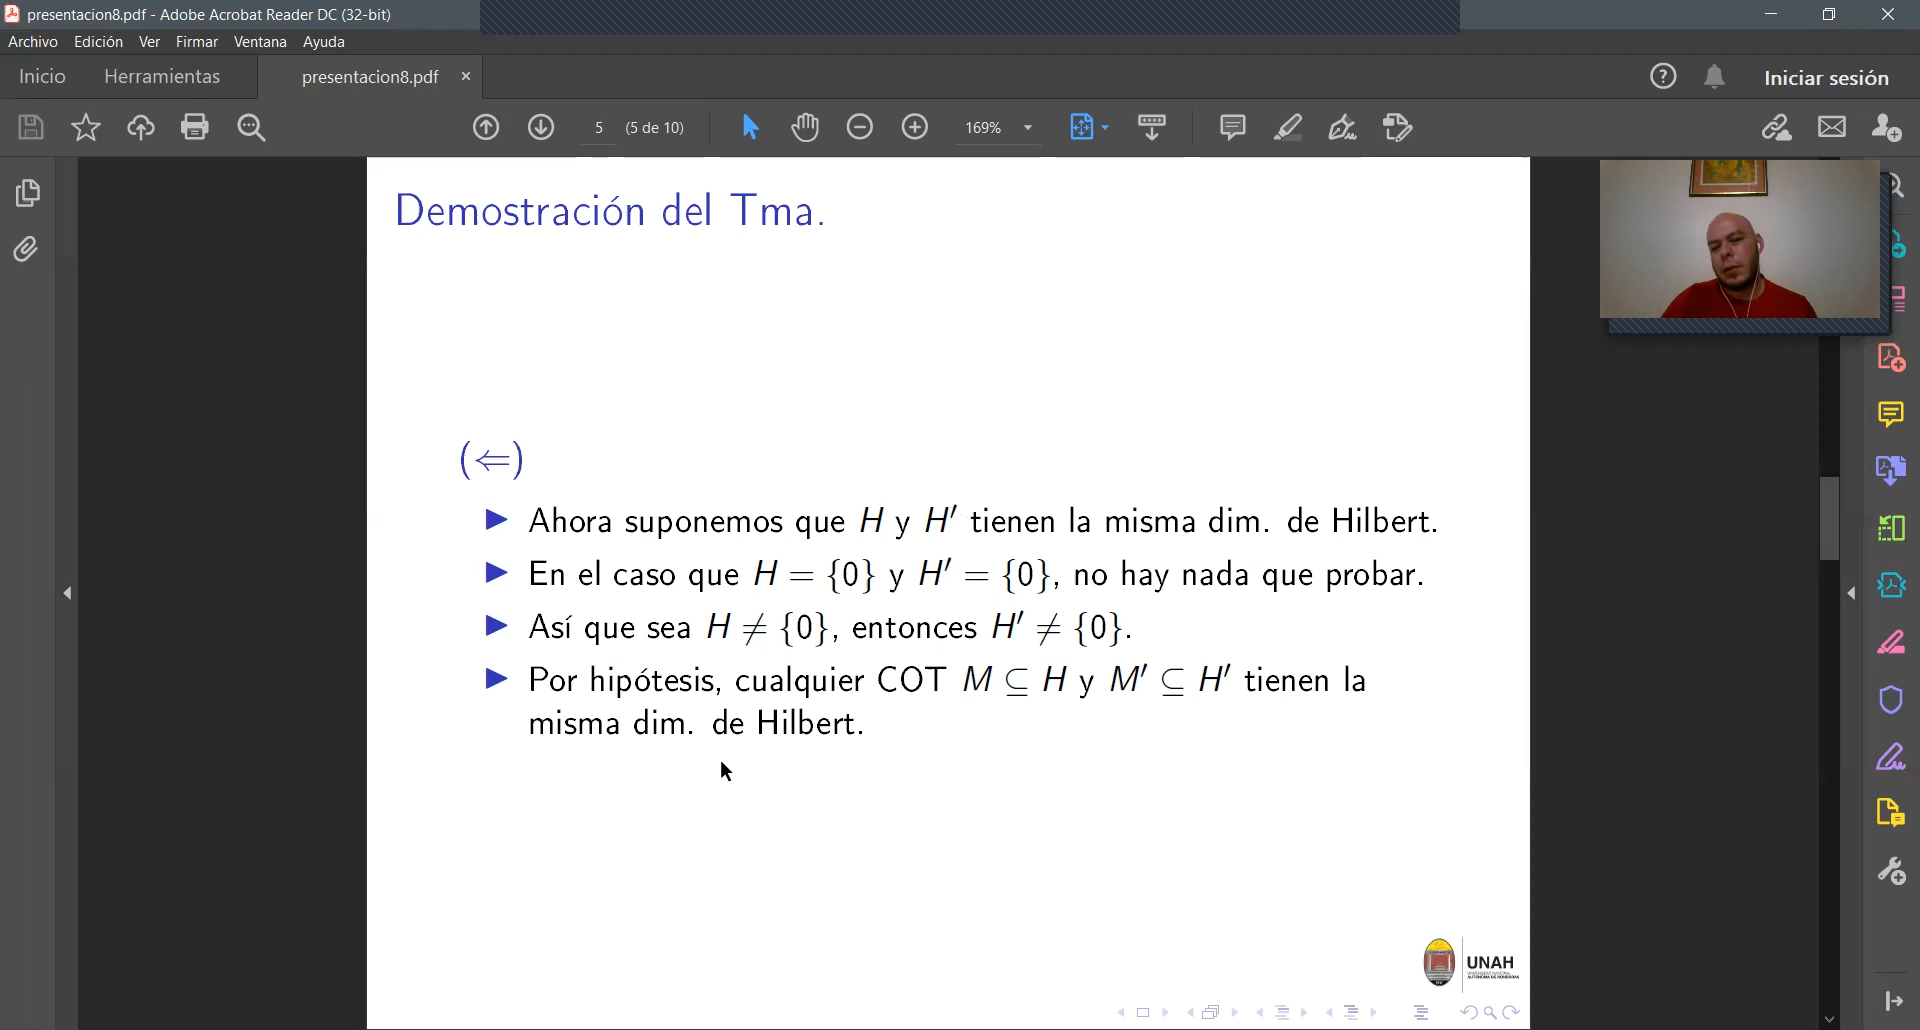 presentacion8.pdf - Adobe Acrobat Reader DC (32-bit)
Archivo Edición Ver Firmar Ventana Ayuda
Inicio Herramientas presentacion8.pdf × Iniciar sesión
5 (5 de 10) 169%
Demostración del Tma.
(⇐)
▶ Ahora suponemos que H y H′ tienen la misma dim. de Hilbert.
▶ En el caso que H = {0} y H′ = {0}, no hay nada que probar.
▶ Así que sea H ≠ {0}, entonces H′ ≠ {0}.
▶ Por hipótesis, cualquier COT M ⊆ H y M′ ⊆ H′ tienen la
misma dim. de Hilbert.
UNAH